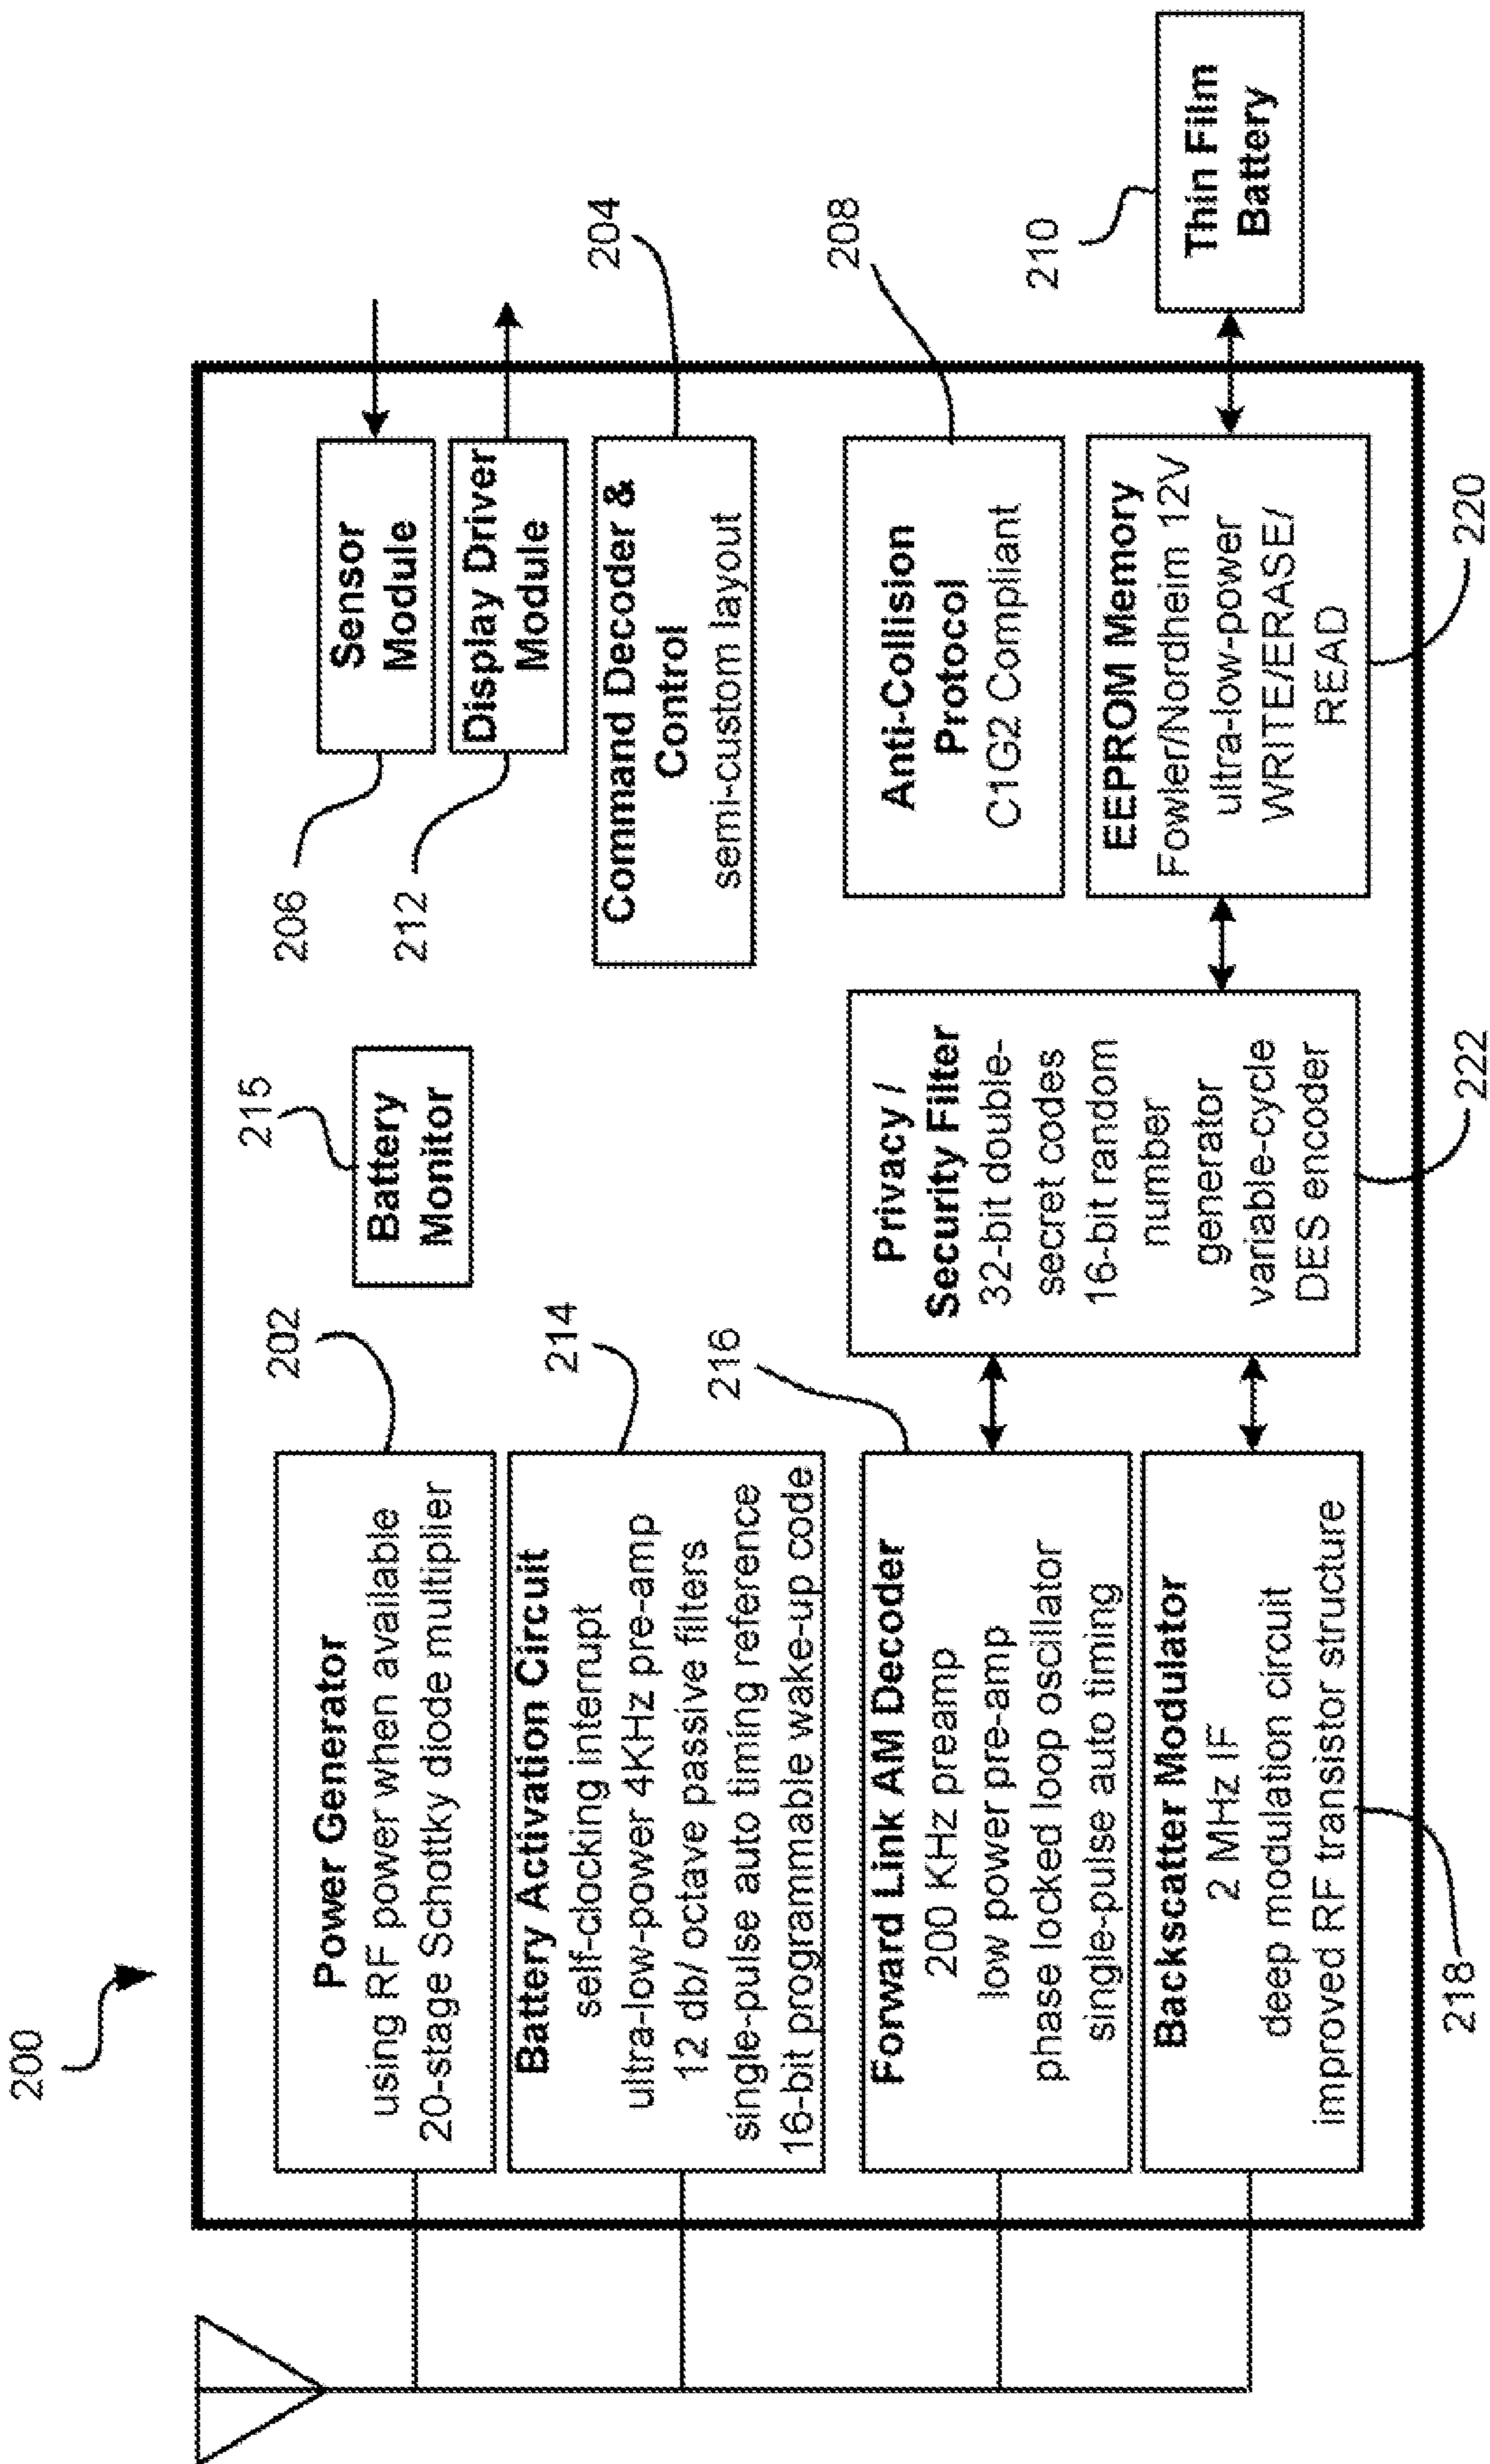 200
Power Generator
using RF power when available
20-stage Schottky diode multiplier
202
Battery Activation Circuit
self-clocking interrupt
ultra-low-power 4KHz pre-amp
12 db/ octave passive filters
single-pulse auto timing reference
16-bit programmable wake-up code
214
Forward Link AM Decoder
200 KHz preamp
low power pre-amp
phase locked loop oscillator
single-pulse auto timing
216
Backscatter Modulator
2 MHz IF
deep modulation circuit
improved RF transistor structure
218
215
Battery
Monitor
Privacy /
Security Filter
32-bit double-
secret codes
16-bit random
number
generator
variable-cycle
DES encoder
222
206
Sensor
Module
212
Display Driver
Module
Command Decoder &
Control
semi-custom layout
204
Anti-Collision
Protocol
C1G2 Compliant
208
EEPROM Memory
Fowler/Nordheim 12V
ultra-low-power
WRITE/ERASE/
READ
220
210
Thin Film
Battery